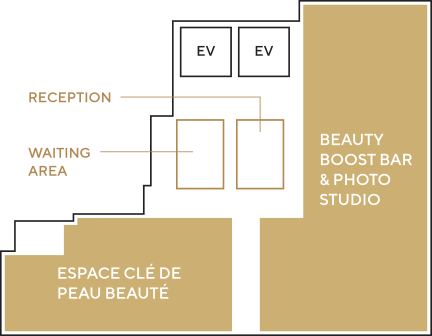 EV
EV
RECEPTION
WAITING
AREA
BEAUTY
BOOST BAR
& PHOTO
STUDIO
ESPACE CLÉ DE
PEAU BEAUTÉ